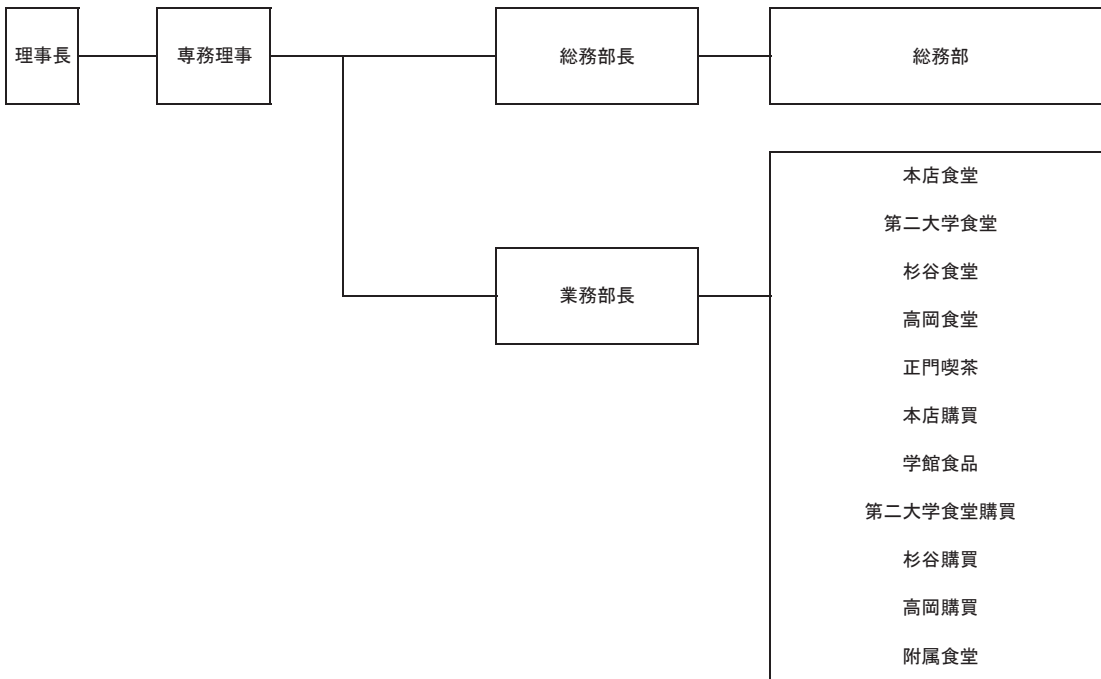 理事長
専務理事
総務部長
総務部
業務部長
本店食堂
第二大学食堂
杉谷食堂
高岡食堂
正門喫茶
本店購買
学館食品
第二大学食堂購買
杉谷購買
高岡購買
附属食堂